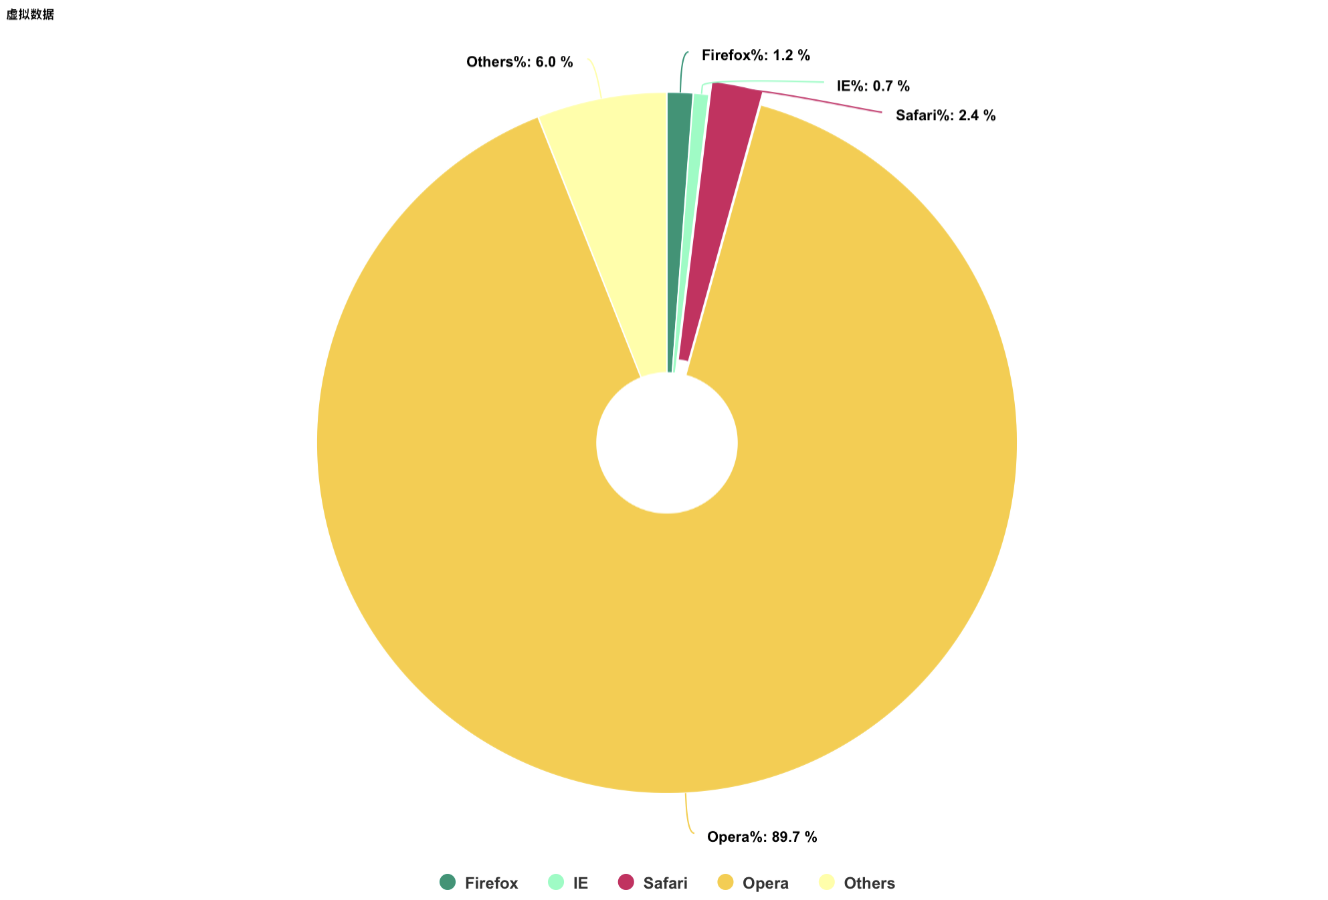 虚拟数据
Others%: 6.0 %
Firefox%: 1.2 %
IE%: 0.7 %
Safari%: 2.4 %
Opera%: 89.7 %
Firefox
IE
Safari
Opera
Others